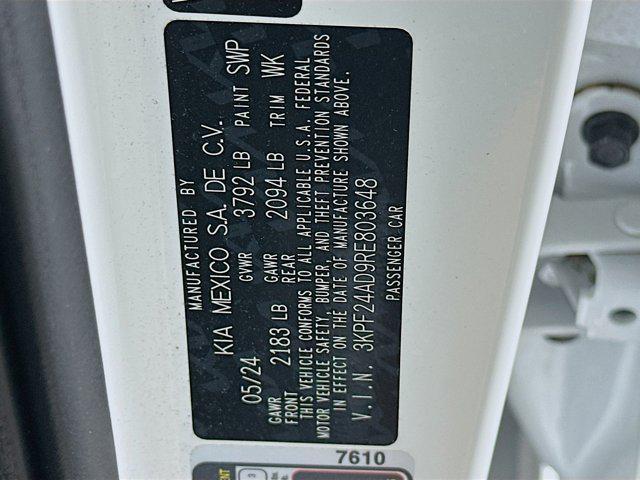 MANUFACTURED BY
KIA MEXICO S.A. DE C.V.
05/24 GVWR 3792 LB PAINT SWP
GAWR FRONT 2183 LB GAWR REAR 2094 LB TRIM WK
THIS VEHICLE CONFORMS TO ALL APPLICABLE U.S.A. FEDERAL
MOTOR VEHICLE SAFETY, BUMPER, AND THEFT PREVENTION STANDARDS
IN EFFECT ON THE DATE OF MANUFACTURE SHOWN ABOVE.
V.I.N. 3KPF24AD9RE803648
PASSENGER CAR
7610